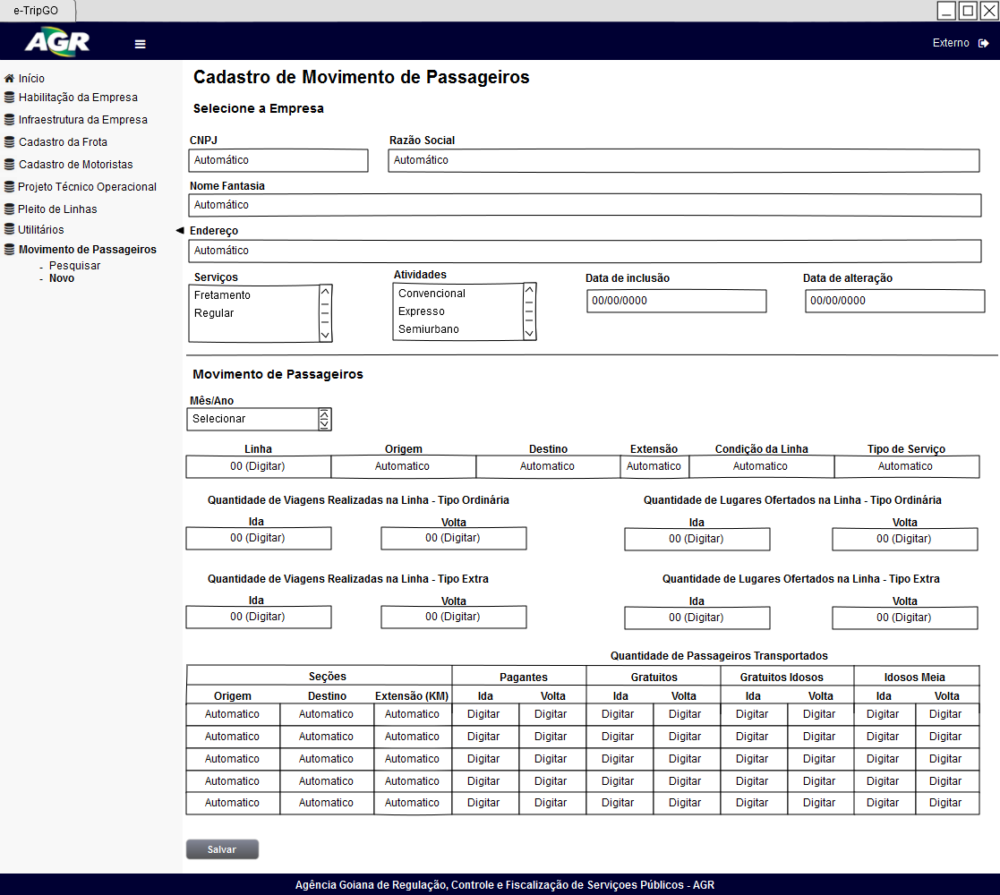 e-TripGO
AGR
Externo
Início
Habilitação da Empresa
Infraestrutura da Empresa
Cadastro da Frota
Cadastro de Motoristas
Projeto Técnico Operacional
Pleito de Linhas
Utilitários
Movimento de Passageiros
- Pesquisar
- Novo
Cadastro de Movimento de Passageiros
Selecione a Empresa
CNPJ Razão Social
Automático Automático
Nome Fantasia
Automático
Endereço
Automático
Serviços Atividades Data de inclusão Data de alteração
Fretamento Convencional 00/00/0000 00/00/0000
Regular Expresso
Semiurbano
Movimento de Passageiros
Mês/Ano
Selecionar
Linha Origem Destino Extensão Condição da Linha Tipo de Serviço
00 (Digitar) Automatico Automatico Automatico Automatico Automatico
Quantidade de Viagens Realizadas na Linha - Tipo Ordinária Quantidade de Lugares Ofertados na Linha - Tipo Ordinária
Ida Volta Ida Volta
00 (Digitar) 00 (Digitar) 00 (Digitar) 00 (Digitar)
Quantidade de Viagens Realizadas na Linha - Tipo Extra Quantidade de Lugares Ofertados na Linha - Tipo Extra
Ida Volta Ida Volta
00 (Digitar) 00 (Digitar) 00 (Digitar) 00 (Digitar)
Quantidade de Passageiros Transportados
Seções Pagantes Gratuitos Gratuitos Idosos Idosos Meia
Origem Destino Extensão (KM) Ida Volta Ida Volta Ida Volta Ida Volta
Automatico Automatico Automatico Digitar Digitar Digitar Digitar Digitar Digitar Digitar Digitar
Automatico Automatico Automatico Digitar Digitar Digitar Digitar Digitar Digitar Digitar Digitar
Automatico Automatico Automatico Digitar Digitar Digitar Digitar Digitar Digitar Digitar Digitar
Automatico Automatico Automatico Digitar Digitar Digitar Digitar Digitar Digitar Digitar Digitar
Automatico Automatico Automatico Digitar Digitar Digitar Digitar Digitar Digitar Digitar Digitar
Salvar
Agência Goiana de Regulação, Controle e Fiscalização de Serviçoes Públicos - AGR